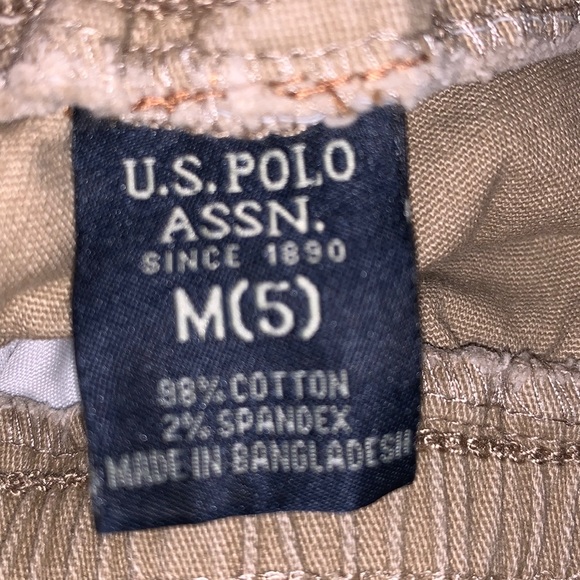 U.S. POLO
ASSN.
SINCE 1890
M(5)
98% COTTON
2% SPANDEX
MADE IN BANGLADESH